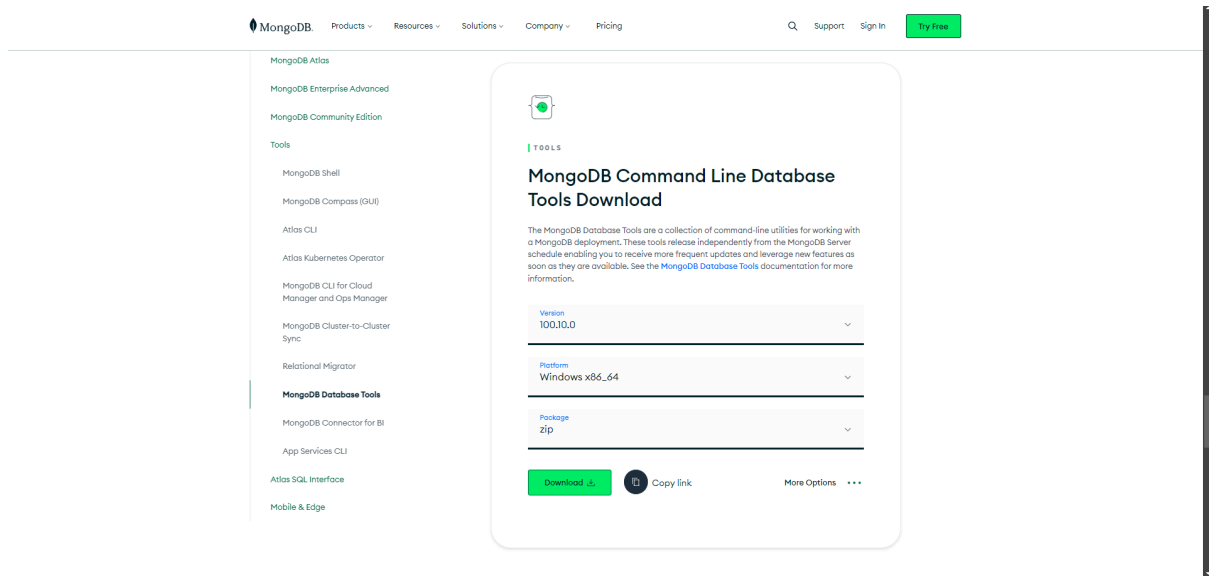 MongoDB. Products Resources Solutions Company Pricing Support Sign In Try Free
MongoDB Atlas
MongoDB Enterprise Advanced
MongoDB Community Edition
Tools
MongoDB Shell
MongoDB Compass (GUI)
Atlas CLI
Atlas Kubernetes Operator
MongoDB CLI for Cloud
Manager and Ops Manager
MongoDB Cluster-to-Cluster
Sync
Relational Migrator
MongoDB Database Tools
MongoDB Connector for BI
App Services CLI
Atlas SQL Interface
Mobile & Edge
TOOLS
MongoDB Command Line Database
Tools Download
The MongoDB Database Tools are a collection of command-line utilities for working with
a MongoDB deployment. These tools release independently from the MongoDB Server
schedule enabling you to receive more frequent updates and leverage new features as
soon as they are available. See the MongoDB Database Tools documentation for more
information.
Version
100.10.0
Platform
Windows x86_64
Package
zip
Download Copy link More Options